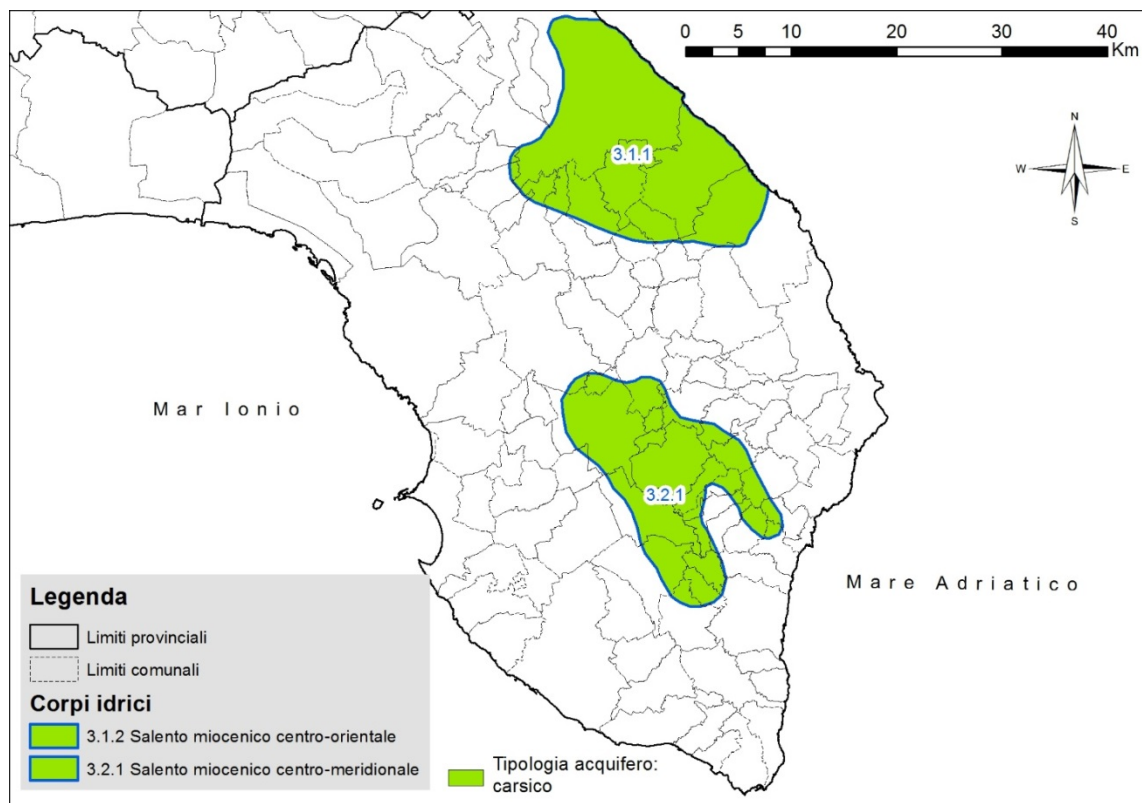 0 5 10 20 30 40
Km
3.1.1
N
W E
S
Mar Ionio
3.2.1
Mare Adriatico
Legenda
Limiti provinciali
Limiti comunali
Corpi idrici
3.1.2 Salento miocenico centro-orientale
3.2.1 Salento miocenico centro-meridionale
Tipologia acquifero:
carsico